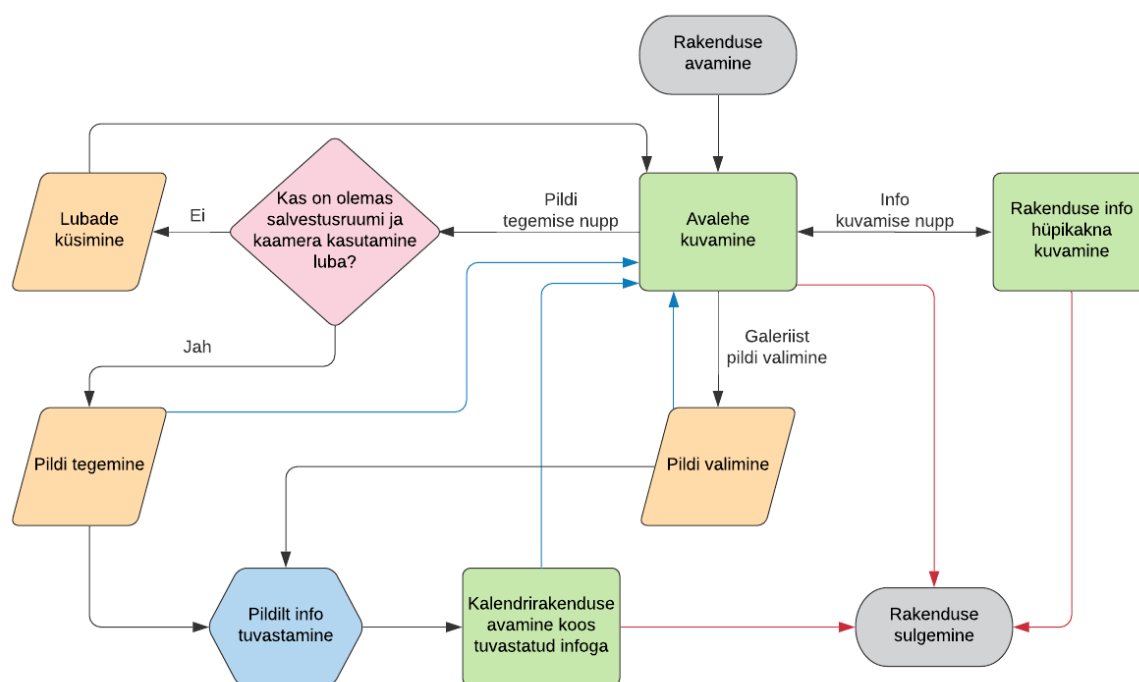 Rakenduse
avamine
Kas on olemas
salvestusruumi ja
kaamera kasutamine
luba?
Ei
Lubade
küsimine
Pildi
tegemise nupp
Avalehe
kuvamine
Info
kuvamise nupp
Rakenduse info
hüpikakna
kuvamine
Jah
Galeriist
pildi valimine
Pildi tegemine
Pildi valimine
Pildilt info
tuvastamine
Kalendrirakenduse
avamine koos
tuvastatud infoga
Rakenduse
sulgemine